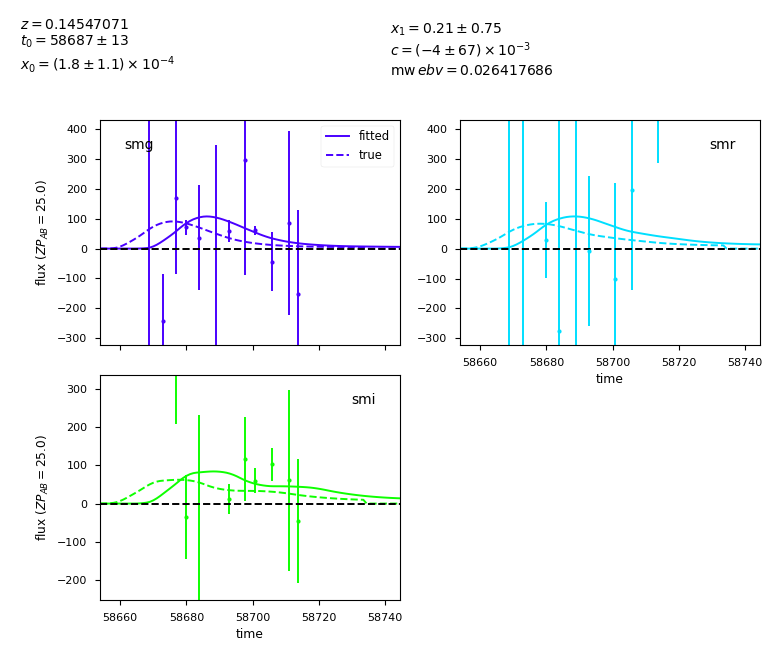 z = 0.14547071
t₀ = 58687 ± 13
x₀ = (1.8 ± 1.1) × 10⁻⁴
x₁ = 0.21 ± 0.75
c = (−4 ± 67) × 10⁻³
mw ebv = 0.026417686
smg
fitted
true
400
300
200
100
0
−100
−200
−300
flux (ZP_AB = 25.0)
smr
400
300
200
100
0
−100
−200
−300
58660 58680 58700 58720 58740
time
smi
300
200
100
0
−100
−200
flux (ZP_AB = 25.0)
58660 58680 58700 58720 58740
time